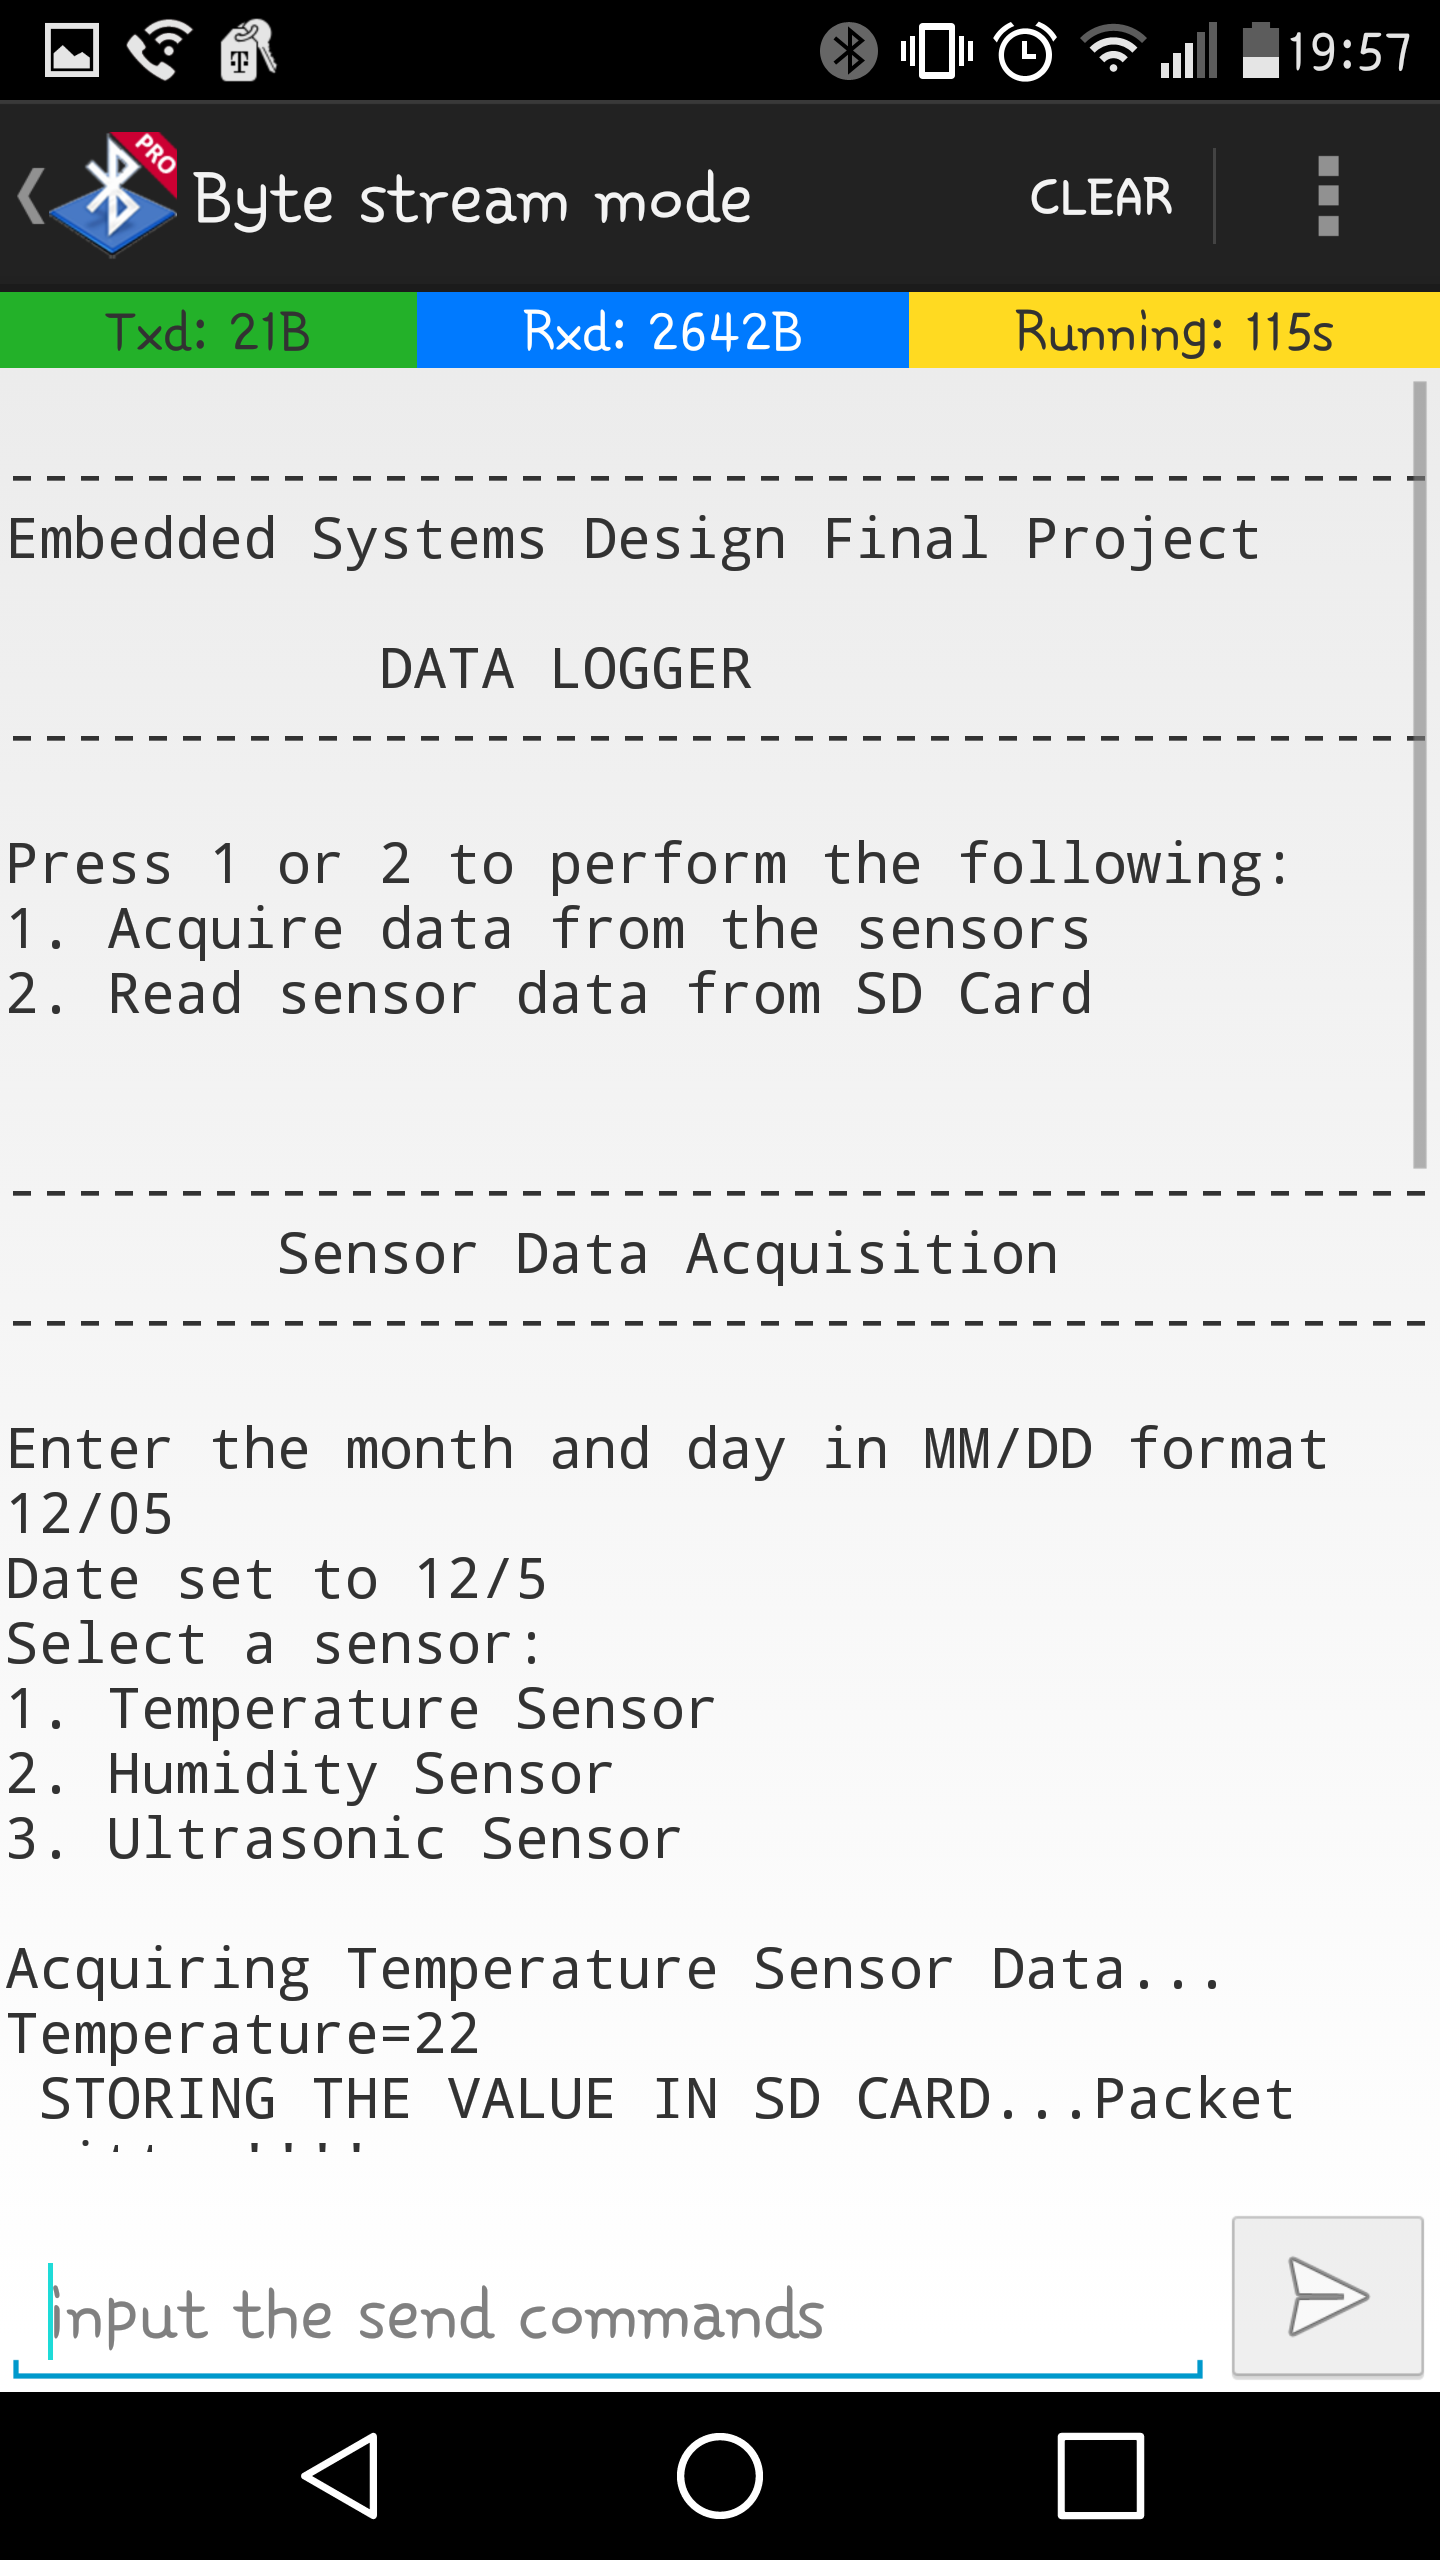 19:57
PRO
Byte stream mode
CLEAR
Txd: 21B Rxd: 2642B Running: 115s
----------------------------------------
Embedded Systems Design Final Project
DATA LOGGER
----------------------------------------
Press 1 or 2 to perform the following:
1. Acquire data from the sensors
2. Read sensor data from SD Card
----------------------------------------
Sensor Data Acquisition
----------------------------------------
Enter the month and day in MM/DD format
12/05
Date set to 12/5
Select a sensor:
1. Temperature Sensor
2. Humidity Sensor
3. Ultrasonic Sensor
Acquiring Temperature Sensor Data...
Temperature=22
STORING THE VALUE IN SD CARD...Packet
input the send commands